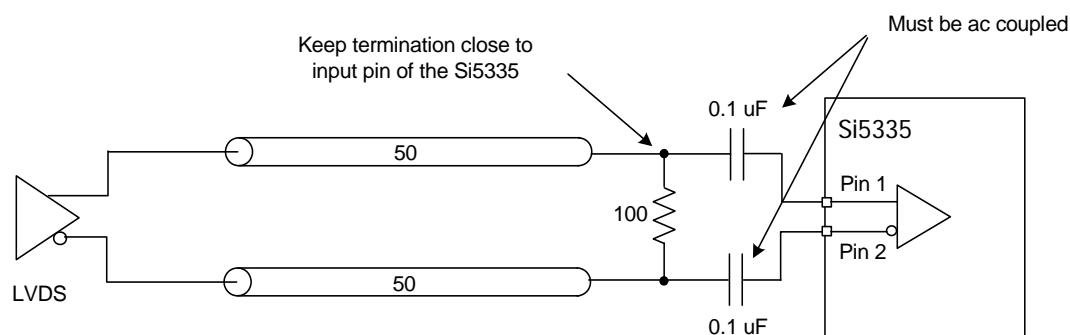 Must be ac coupled
Keep termination close to
input pin of the Si5335
0.1 uF
Si5335
50
Pin 1
100
Pin 2
50
LVDS
0.1 uF